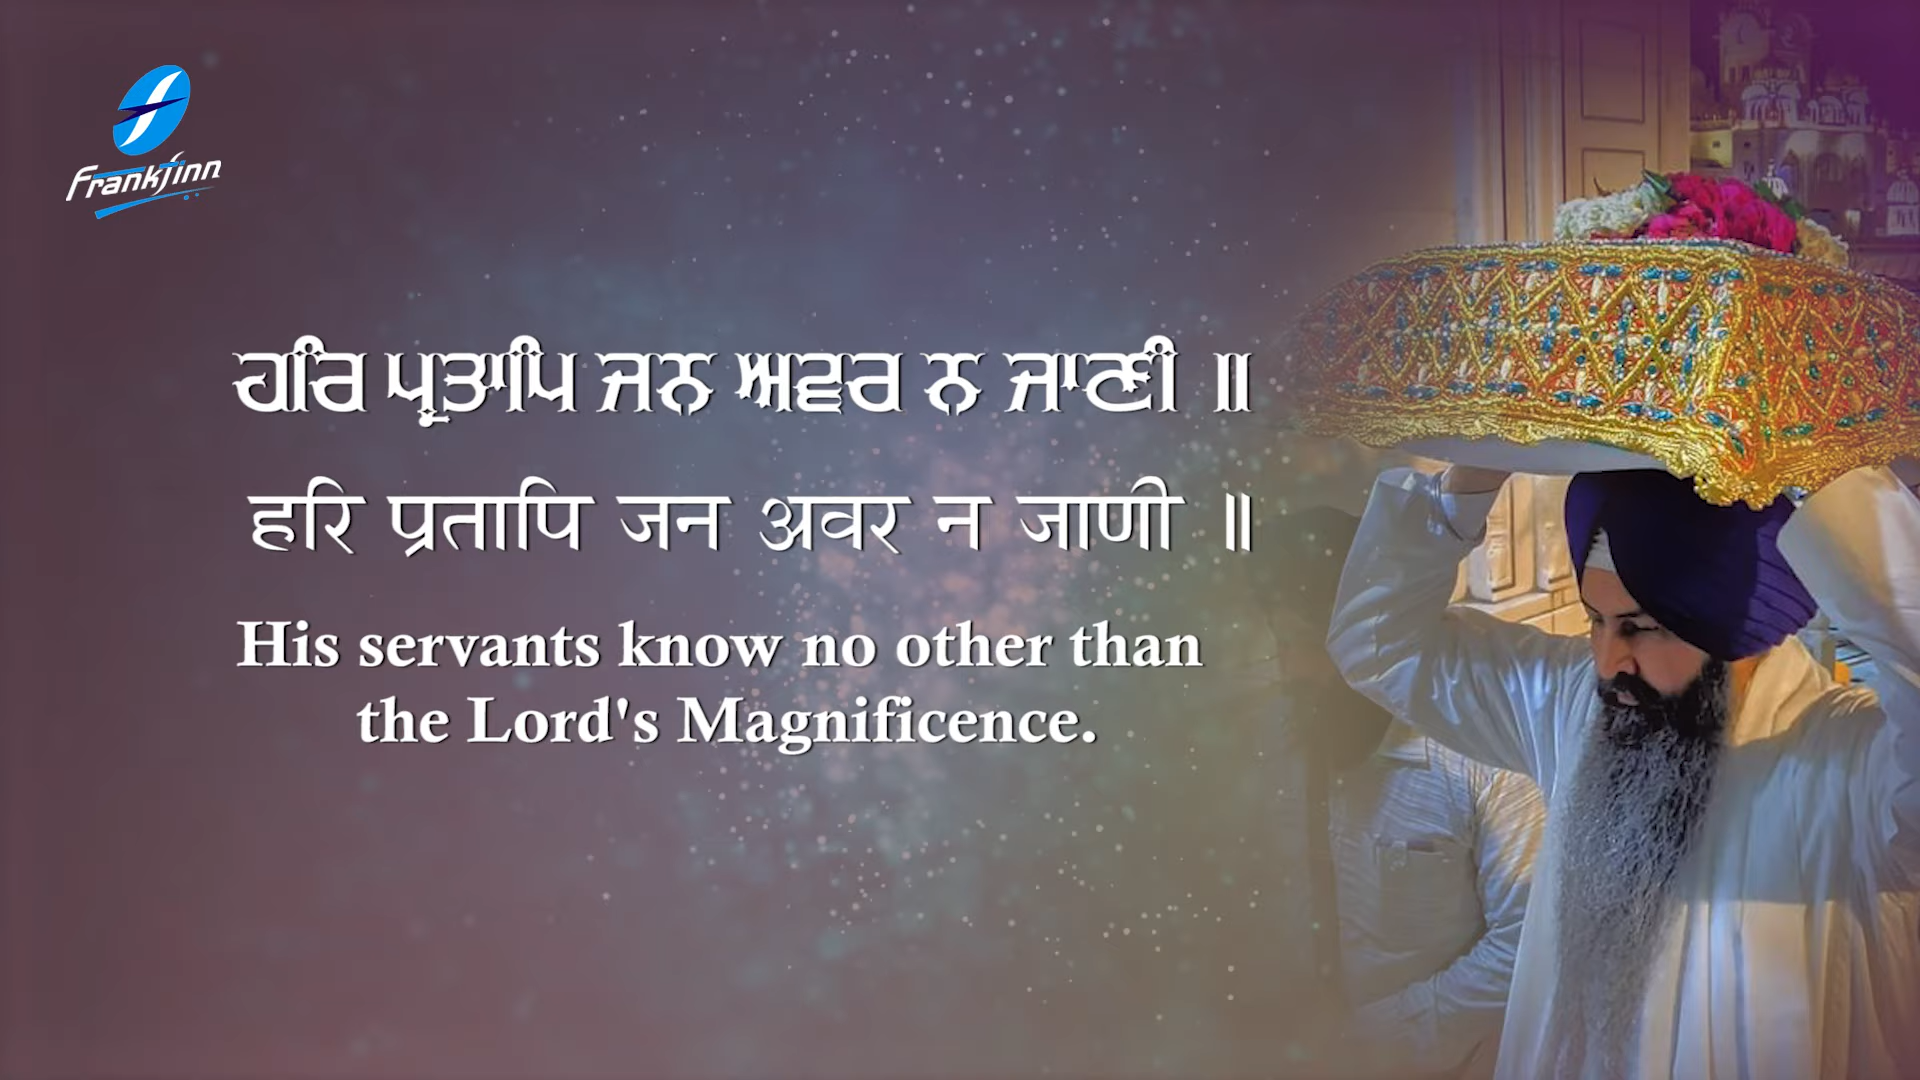 Frankfinn
ਹਰਿ ਪ੍ਰਤਾਪਿ ਜਨ ਅਵਰ ਨ ਜਾਣੀ ॥
हरि प्रतापि जन अवर न जाणी ॥
His servants know no other than
the Lord's Magnificence.